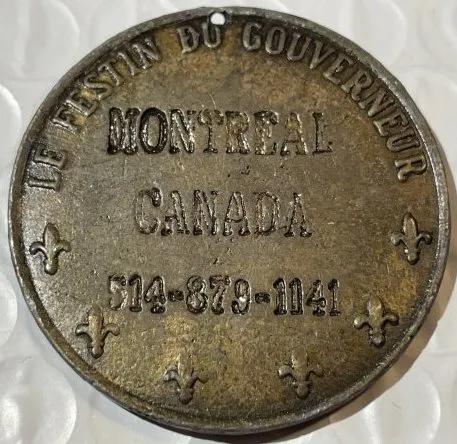 LE FESTIN DU GOUVERNEUR
MONTREAL
CANADA
514-879-1141